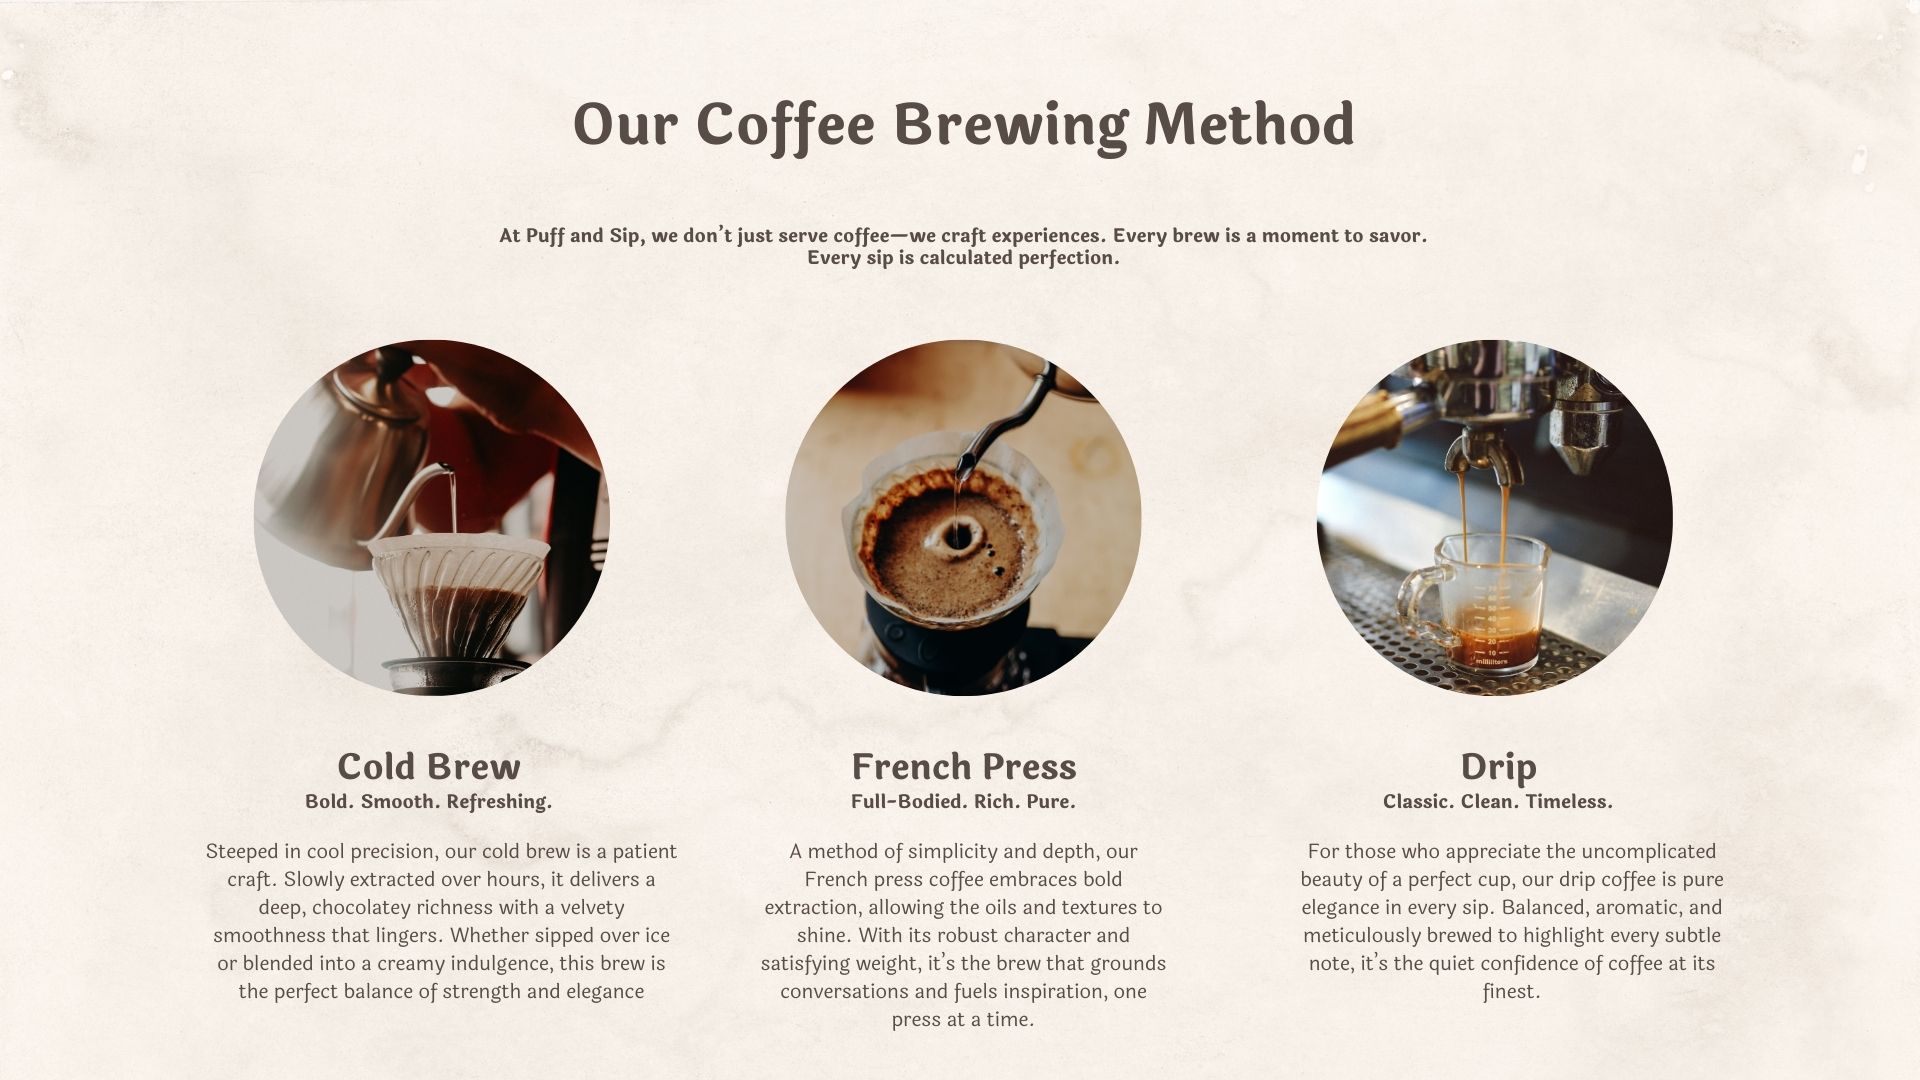 Our Coffee Brewing Method
At Puff and Sip, we don't just serve coffee—we craft experiences. Every brew is a moment to savor.
Every sip is calculated perfection.
Cold Brew
Bold. Smooth. Refreshing.
Steeped in cool precision, our cold brew is a patient
craft. Slowly extracted over hours, it delivers a
deep, chocolatey richness with a velvety
smoothness that lingers. Whether sipped over ice
or blended into a creamy indulgence, this brew is
the perfect balance of strength and elegance
French Press
Full-Bodied. Rich. Pure.
A method of simplicity and depth, our
French press coffee embraces bold
extraction, allowing the oils and textures to
shine. With its robust character and
satisfying weight, it's the brew that grounds
conversations and fuels inspiration, one
press at a time.
50
40
30
20
10
milliliters
Drip
Classic. Clean. Timeless.
For those who appreciate the uncomplicated
beauty of a perfect cup, our drip coffee is pure
elegance in every sip. Balanced, aromatic, and
meticulously brewed to highlight every subtle
note, it's the quiet confidence of coffee at its
finest.